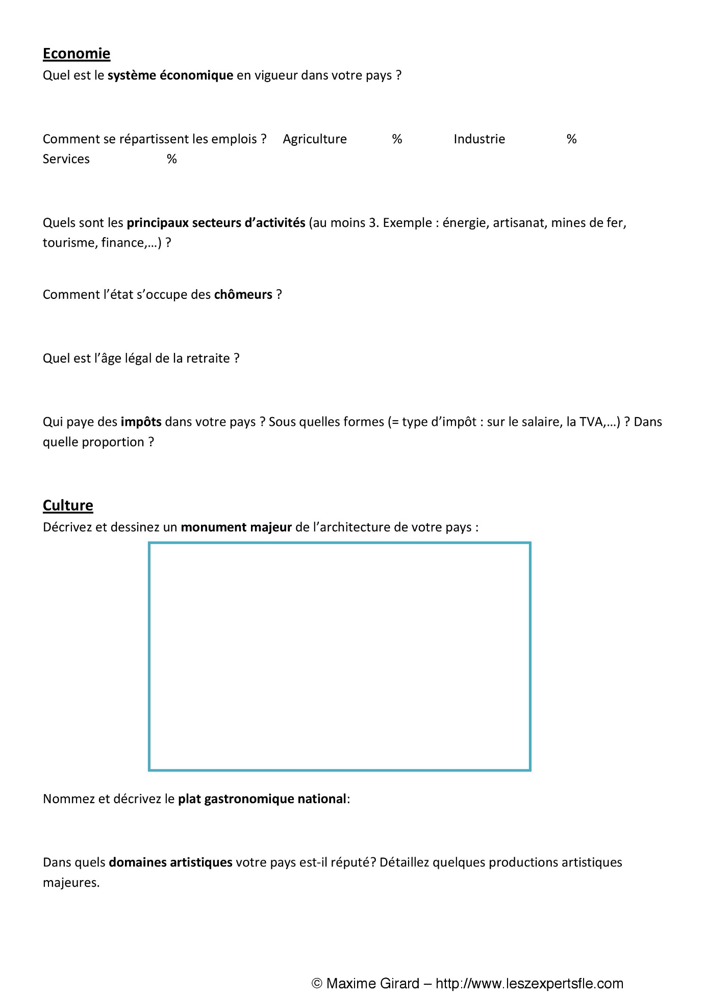 Economie
Quel est le système économique en vigueur dans votre pays ?
Comment se répartissent les emplois ? Agriculture % Industrie %
Services %
Quels sont les principaux secteurs d’activités (au moins 3. Exemple : énergie, artisanat, mines de fer,
tourisme, finance,…) ?
Comment l’état s’occupe des chômeurs ?
Quel est l’âge légal de la retraite ?
Qui paye des impôts dans votre pays ? Sous quelles formes (= type d’impôt : sur le salaire, la TVA,…) ? Dans
quelle proportion ?
Culture
Décrivez et dessinez un monument majeur de l’architecture de votre pays :
Nommez et décrivez le plat gastronomique national:
Dans quels domaines artistiques votre pays est-il réputé? Détaillez quelques productions artistiques
majeures.
© Maxime Girard – http://www.leszexpertsfle.com